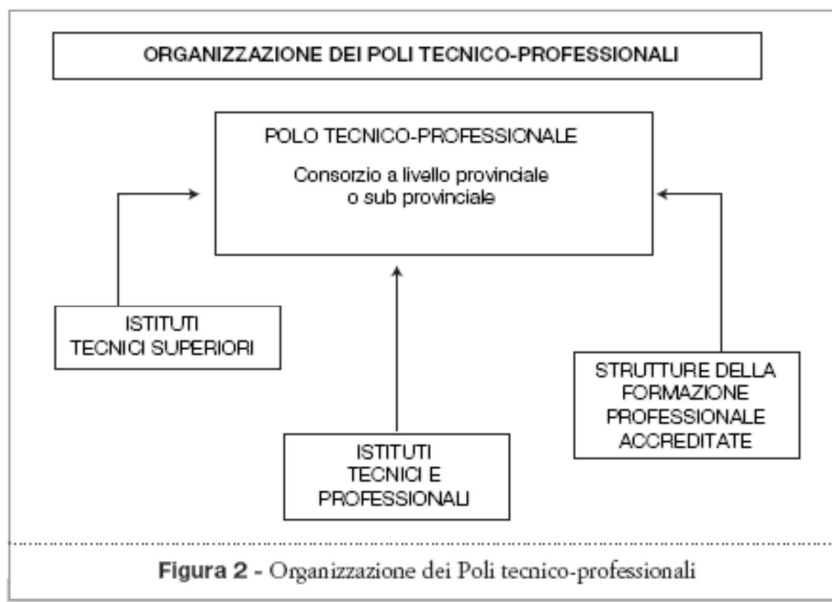 ORGANIZZAZIONE DEI POLI TECNICO-PROFESSIONALI
POLO TECNICO-PROFESSIONALE
Consorzio a livello provinciale
o sub provinciale
ISTITUTI
TECNICI SUPERIORI
STRUTTURE DELLA
FORMAZIONE
PROFESSIONALE
ACCREDITATE
ISTITUTI
TECNICI E
PROFESSIONALI
Figura 2 - Organizzazione dei Poli tecnico-professionali